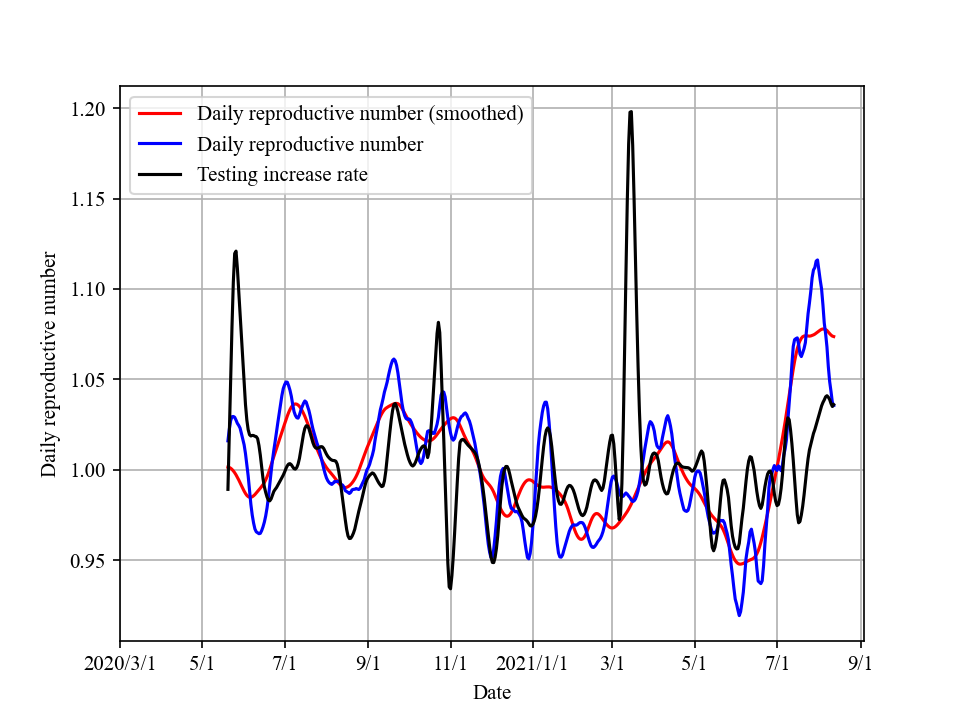 Daily reproductive number (smoothed)
Daily reproductive number
Testing increase rate
1.20
1.15
1.10
1.05
1.00
0.95
Daily reproductive number
2020/3/1 5/1 7/1 9/1 11/1 2021/1/1 3/1 5/1 7/1 9/1
Date